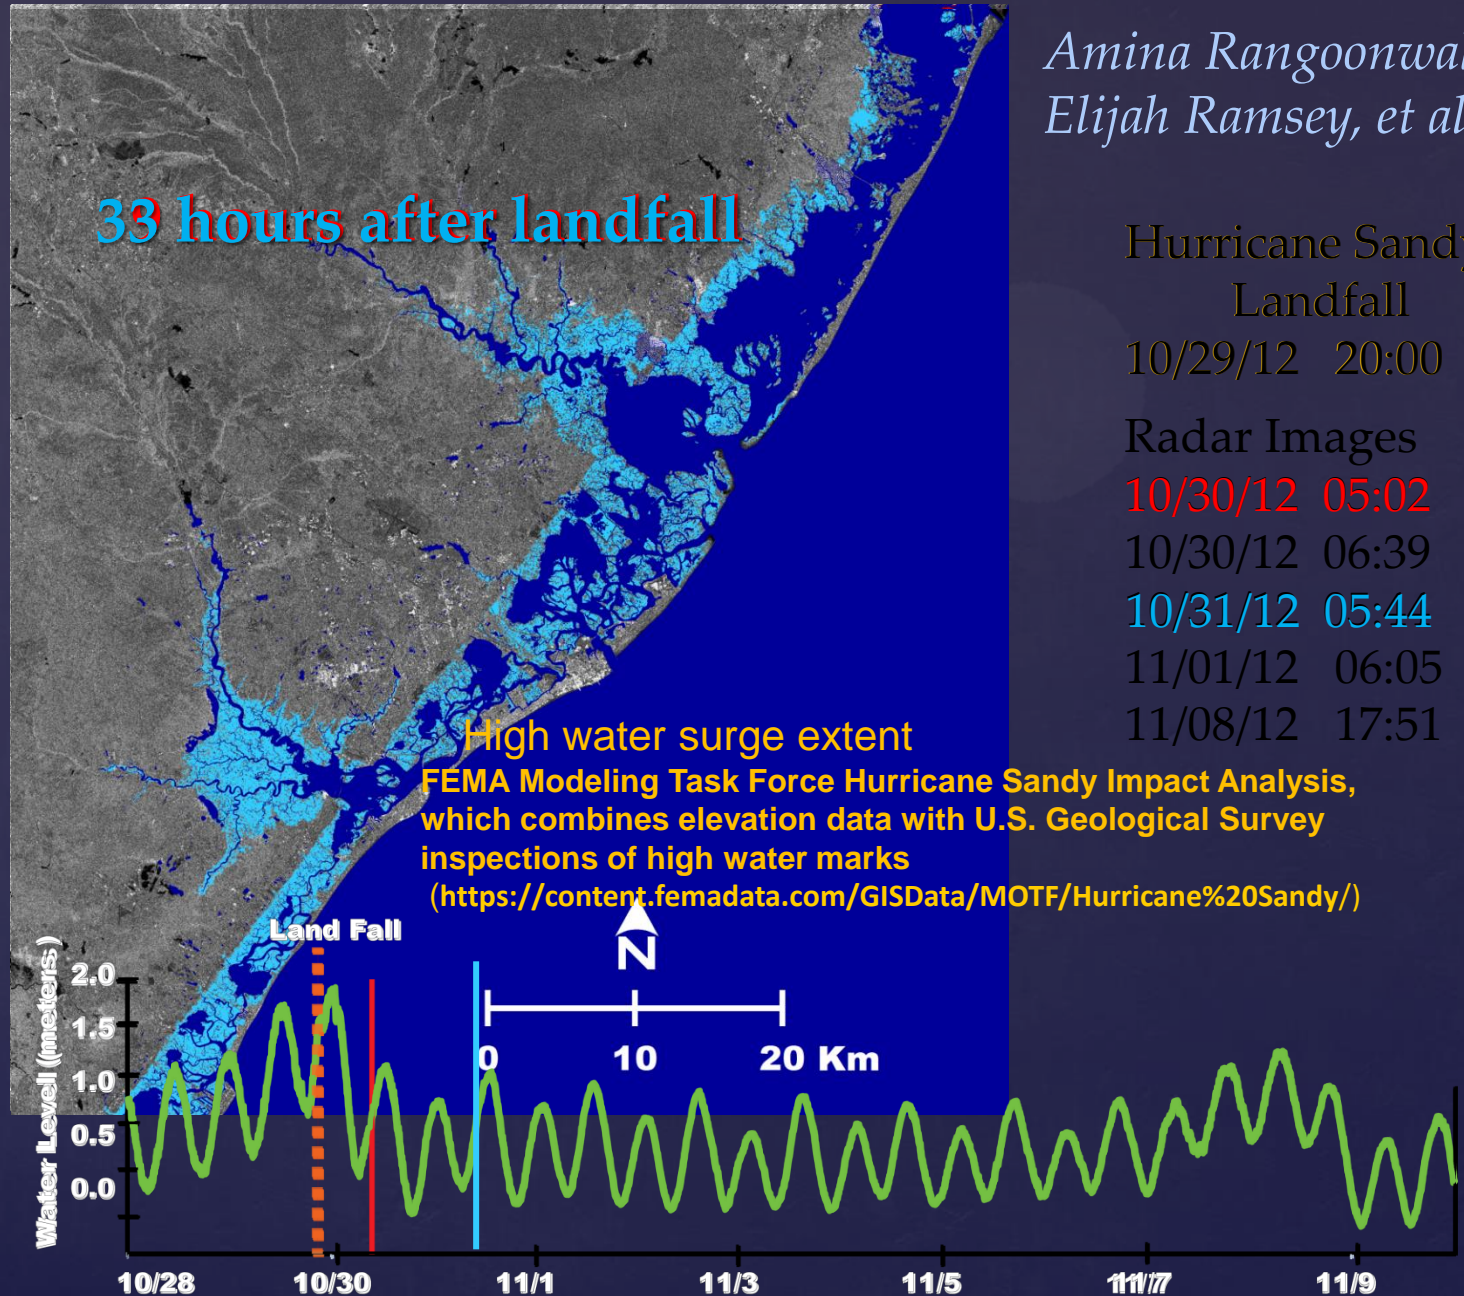 Amina Rangoonwal
Elijah Ramsey, et al
33 hours after landfall
Hurricane Sandy
Landfall
10/29/12 20:00
Radar Images
10/30/12 05:02
10/30/12 06:39
10/31/12 05:44
11/01/12 06:05
11/08/12 17:51
High water surge extent
FEMA Modeling Task Force Hurricane Sandy Impact Analysis,
which combines elevation data with U.S. Geological Survey
inspections of high water marks
(https://content.femadata.com/GISData/MOTF/Hurricane%20Sandy/)
Land Fall
N
0 10 20 Km
Water Level (meters)
2.0
1.5
1.0
0.5
0.0
10/28 10/30 11/1 11/3 11/5 11/7 11/9